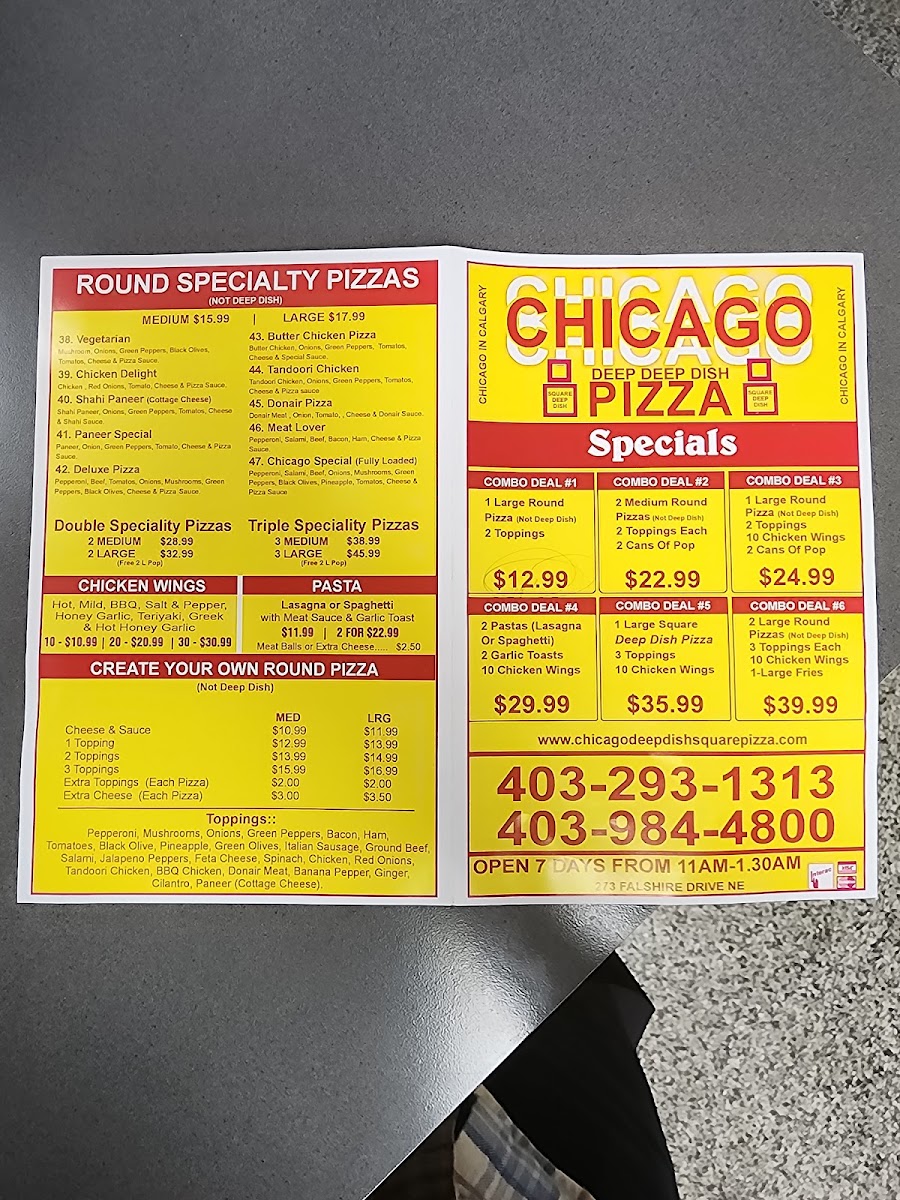 ROUND SPECIALTY PIZZAS
(NOT DEEP DISH)
MEDIUM $15.99 | LARGE $17.99
38. Vegetarian
Mushroom, Onions, Green Peppers, Black Olives,
Tomatos, Cheese & Pizza Sauce.
39. Chicken Delight
Chicken , Red Onions, Tomato, Cheese & Pizza Sauce.
40. Shahi Paneer (Cottage Cheese)
Shahi Paneer, Onions, Green Peppers, Tomatos, Cheese
& Shahi Sauce.
41. Paneer Special
Paneer, Onion, Green Peppers, Tomato, Cheese & Pizza
Sauce.
42. Deluxe Pizza
Pepperoni, Beef, Tomatos, Onions, Mushrooms, Green
Peppers, Black Olives, Cheese & Pizza Sauce.
43. Butter Chicken Pizza
Butter Chicken, Onions, Green Peppers, Tomatos,
Cheese & Special Sauce.
44. Tandoori Chicken
Tandoori Chicken, Onions, Green Peppers, Tomatos,
Cheese & Pizza sauce
45. Donair Pizza
Donair Meat , Onion, Tomato, , Cheese & Donair Sauce.
46. Meat Lover
Pepperoni, Salami, Beef, Bacon, Ham, Cheese & Pizza
Sauce.
47. Chicago Special (Fully Loaded)
Pepperoni, Salami, Beef, Onions, Mushrooms, Green
Peppers, Black Olives, Pineapple, Tomatos, Cheese &
Pizza Sauce
Double Speciality Pizzas
2 MEDIUM $28.99
2 LARGE $32.99
(Free 2 L Pop)
Triple Speciality Pizzas
3 MEDIUM $38.99
3 LARGE $45.99
(Free 2 L Pop)
CHICKEN WINGS
Hot, Mild, BBQ, Salt & Pepper,
Honey Garlic, Teriyaki, Greek
& Hot Honey Garlic
10 - $10.99 | 20 - $20.99 | 30 - $30.99
PASTA
Lasagna or Spaghetti
with Meat Sauce & Garlic Toast
$11.99 | 2 FOR $22.99
Meat Balls or Extra Cheese..... $2.50
CREATE YOUR OWN ROUND PIZZA
(Not Deep Dish)
MED LRG
Cheese & Sauce $10.99 $11.99
1 Topping $12.99 $13.99
2 Toppings $13.99 $14.99
3 Toppings $15.99 $16.99
Extra Toppings (Each Pizza) $2.00 $2.00
Extra Cheese (Each Pizza) $3.00 $3.50
Toppings::
Pepperoni, Mushrooms, Onions, Green Peppers, Bacon, Ham,
Tomatoes, Black Olive, Pineapple, Green Olives, Italian Sausage, Ground Beef,
Salami, Jalapeno Peppers, Feta Cheese, Spinach, Chicken, Red Onions,
Tandoori Chicken, BBQ Chicken, Donair Meat, Banana Pepper, Ginger,
Cilantro, Paneer (Cottage Cheese).
CHICAGO IN CALGARY
CHICAGO
DEEP DEEP DISH
PIZZA
SQUARE
DEEP
DISH
SQUARE
DEEP
DISH
CHICAGO IN CALGARY
Specials
COMBO DEAL #1
1 Large Round
Pizza (Not Deep Dish)
2 Toppings
$12.99
COMBO DEAL #2
2 Medium Round
Pizzas (Not Deep Dish)
2 Toppings Each
2 Cans Of Pop
$22.99
COMBO DEAL #3
1 Large Round
Pizza (Not Deep Dish)
2 Toppings
10 Chicken Wings
2 Cans Of Pop
$24.99
COMBO DEAL #4
2 Pastas (Lasagna
Or Spaghetti)
2 Garlic Toasts
10 Chicken Wings
$29.99
COMBO DEAL #5
1 Large Square
Deep Dish Pizza
3 Toppings
10 Chicken Wings
$35.99
COMBO DEAL #6
2 Large Round
Pizzas (Not Deep Dish)
3 Toppings Each
10 Chicken Wings
1-Large Fries
$39.99
www.chicagodeepdishsquarepizza.com
403-293-1313
403-984-4800
OPEN 7 DAYS FROM 11AM-1.30AM
273 FALSHIRE DRIVE NE
Interac